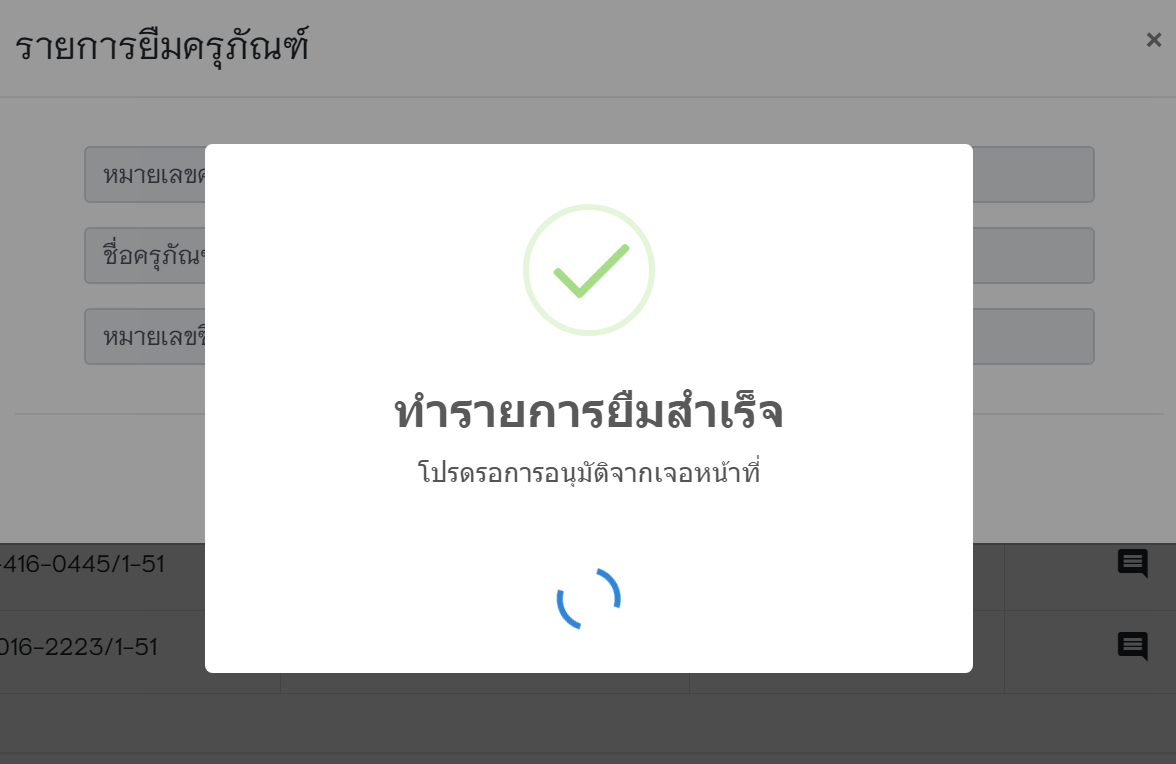 รายการยืมครุภัณฑ์
×
หมายเลข
ชื่อครุภัณ
หมายเลข
ทำรายการยืมสำเร็จ
โปรดรอการอนุมัติจากเจอหน้าที่
-416-0445/1-51
016-2223/1-51